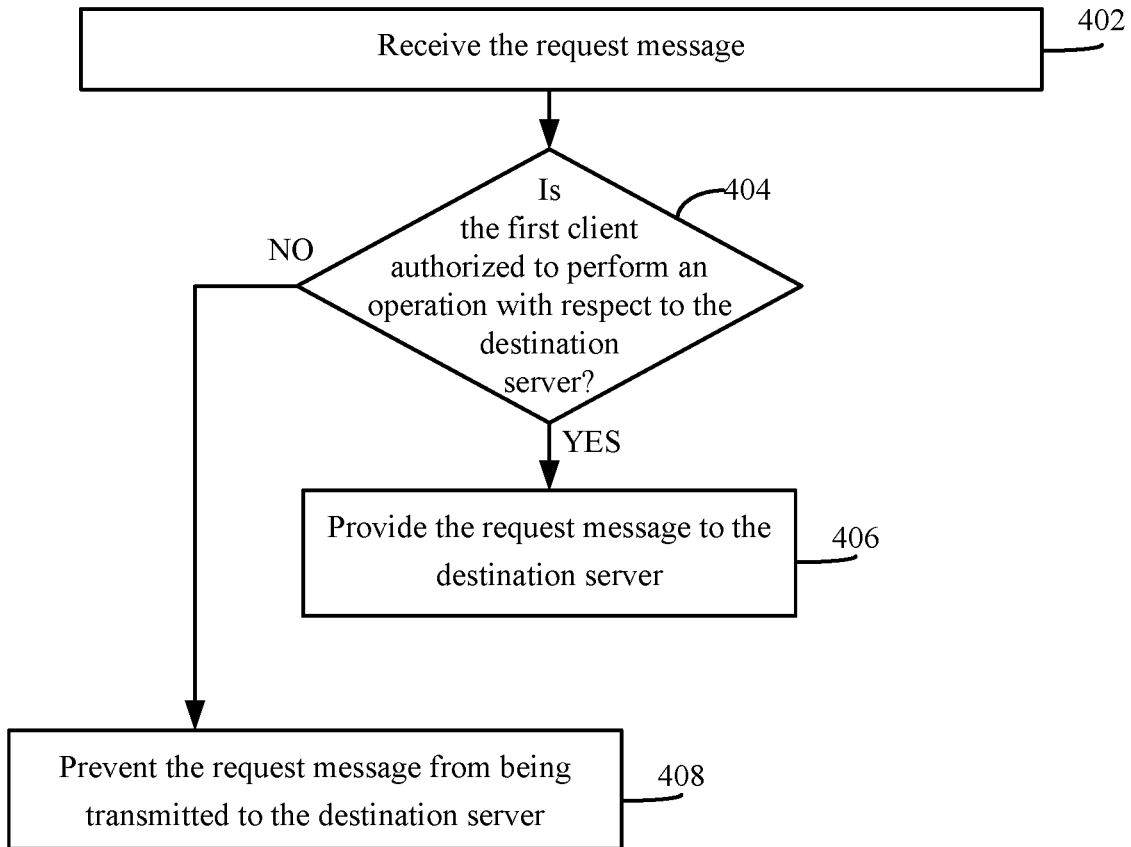 Receive the request message
402
Is
the first client
authorized to perform an
operation with respect to the
destination
server?
404
NO
YES
Provide the request message to the
destination server
406
Prevent the request message from being
transmitted to the destination server
408